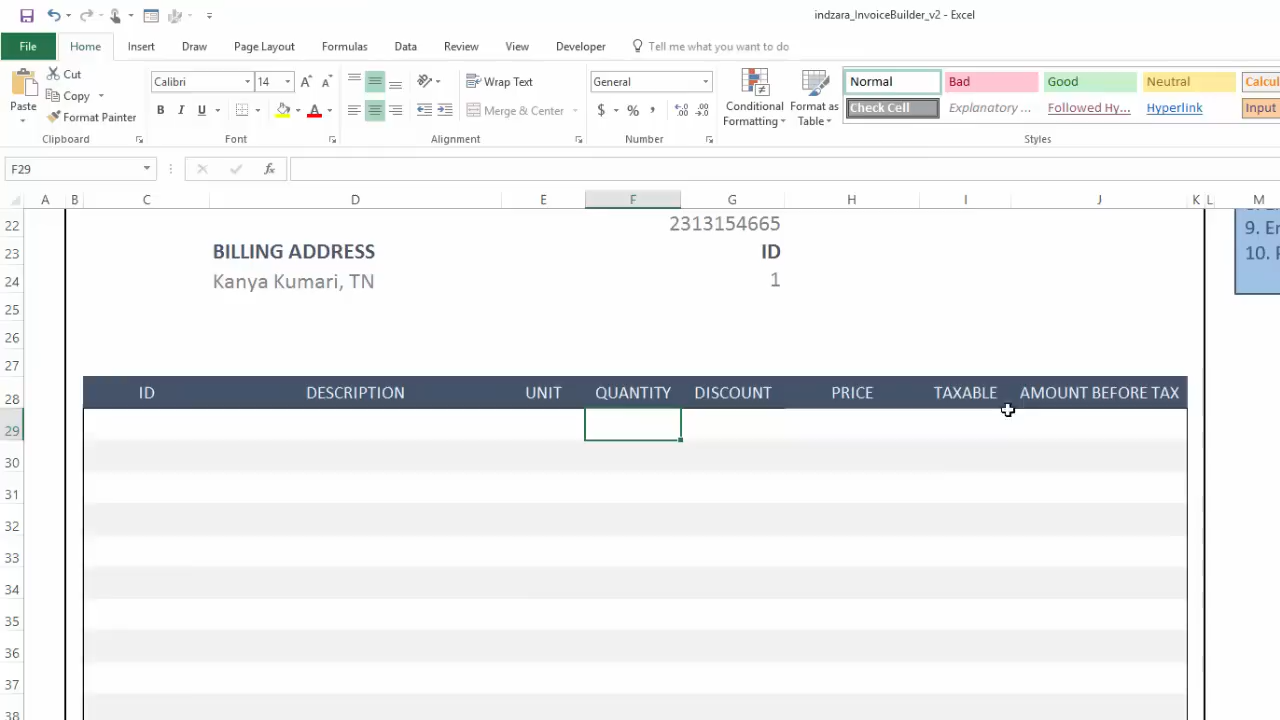 indzara_InvoiceBuilder_v2 - Excel
File Home Insert Draw Page Layout Formulas Data Review View Developer Tell me what you want to do
Cut
Copy
Format Painter
Paste
Clipboard
Calibri 14
B I U
Font
Wrap Text
Merge & Center
Alignment
General
$ % ,
Number
Conditional Formatting
Format as Table
Normal Bad Good Neutral
Check Cell Explanatory ... Followed Hy... Hyperlink Input
Styles
F29 fx
A B C D E F G H I J K L M
22 2313154665
23 BILLING ADDRESS ID
24 Kanya Kumari, TN 1
25
26
27
28 ID DESCRIPTION UNIT QUANTITY DISCOUNT PRICE TAXABLE AMOUNT BEFORE TAX
29
30
31
32
33
34
35
36
37
38
9.
10.